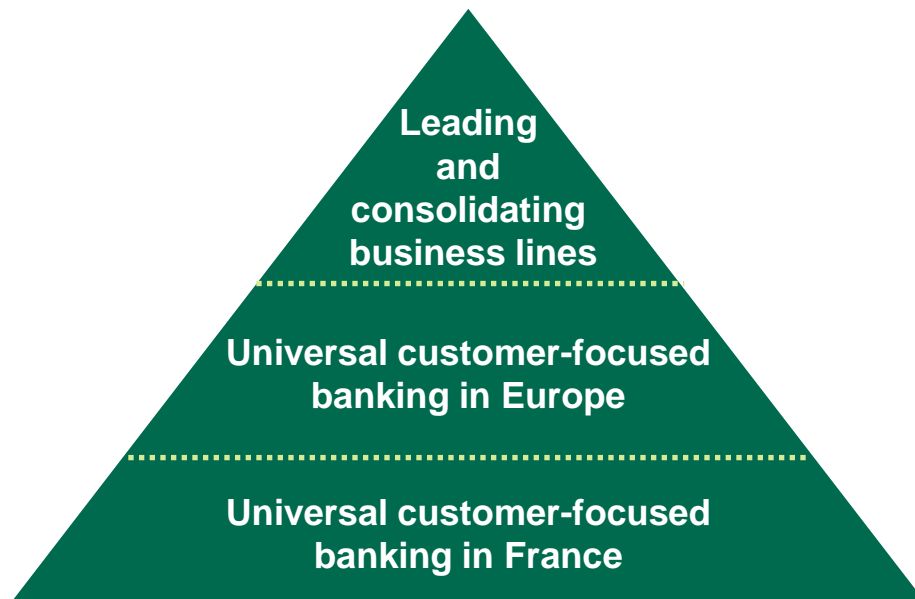 Leading
and
consolidating
business lines
Universal customer-focused
banking in Europe
Universal customer-focused
banking in France